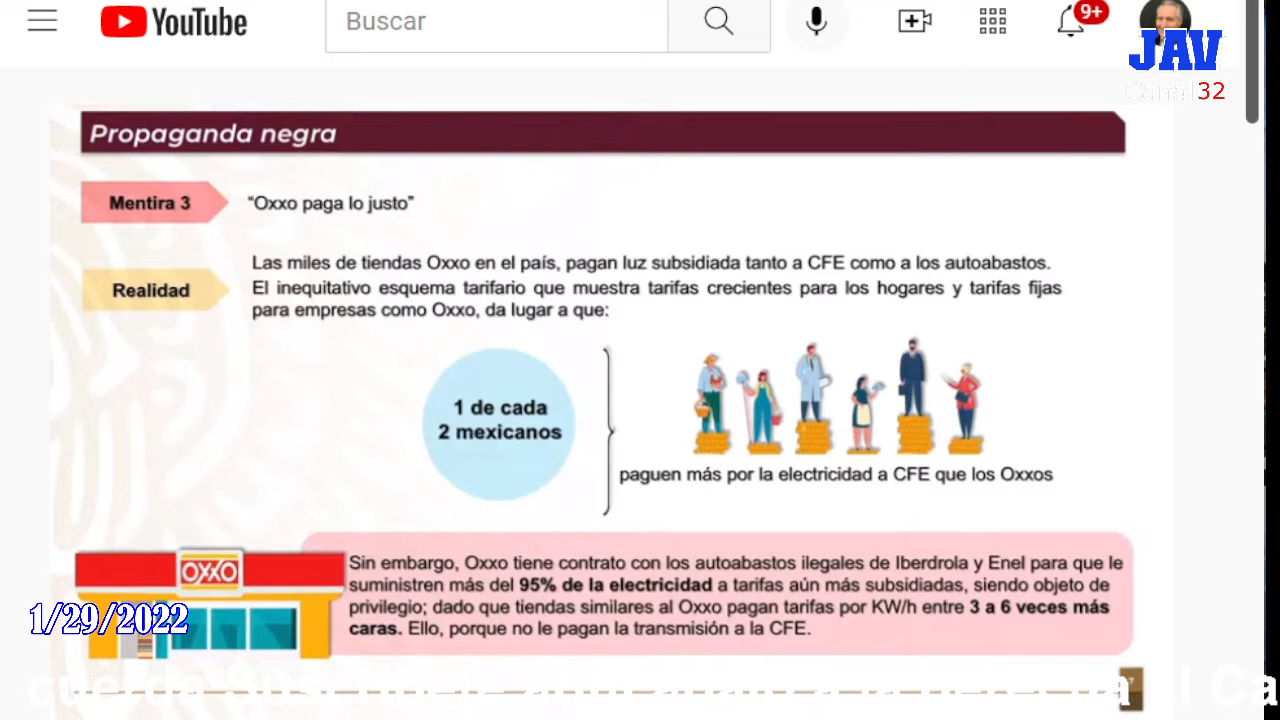 YouTube
Buscar
9+
JAV
Canal 32
Propaganda negra
Mentira 3
"Oxxo paga lo justo"
Las miles de tiendas Oxxo en el país, pagan luz subsidiada tanto a CFE como a los autoabastos.
Realidad
El inequitativo esquema tarifario que muestra tarifas crecientes para los hogares y tarifas fijas
para empresas como Oxxo, da lugar a que:
1 de cada
2 mexicanos
paguen más por la electricidad a CFE que los Oxxos
OXXO
Sin embargo, Oxxo tiene contrato con los autoabastos ilegales de Iberdrola y Enel para que le
suministren más del 95% de la electricidad a tarifas aún más subsidiadas, siendo objeto de
privilegio; dado que tiendas similares al Oxxo pagan tarifas por KW/h entre 3 a 6 veces más
caras. Ello, porque no le pagan la transmisión a la CFE.
1/29/2022